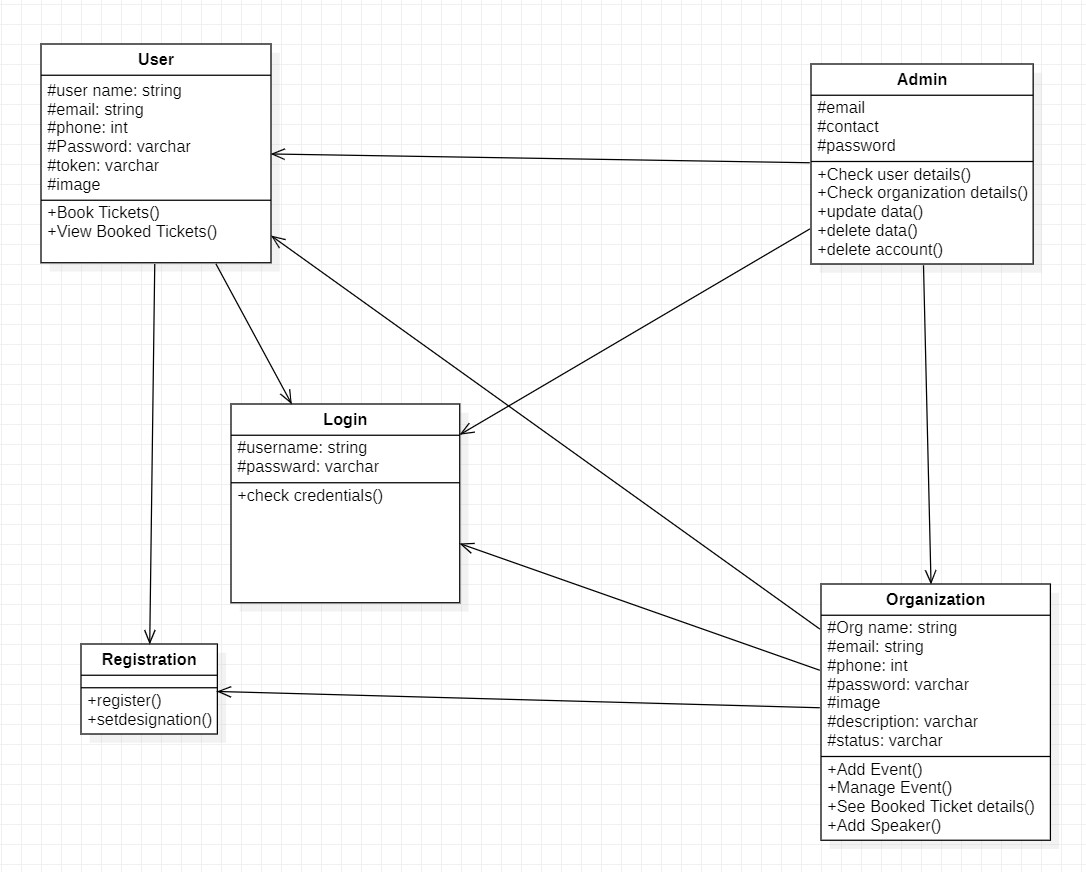 User
#user name: string
#email: string
#phone: int
#Password: varchar
#token: varchar
#image
+Book Tickets()
+View Booked Tickets()
Admin
#email
#contact
#password
+Check user details()
+Check organization details()
+update data()
+delete data()
+delete account()
Login
#username: string
#passward: varchar
+check credentials()
Registration
+register()
+setdesignation()
Organization
#Org name: string
#email: string
#phone: int
#password: varchar
#image
#description: varchar
#status: varchar
+Add Event()
+Manage Event()
+See Booked Ticket details()
+Add Speaker()